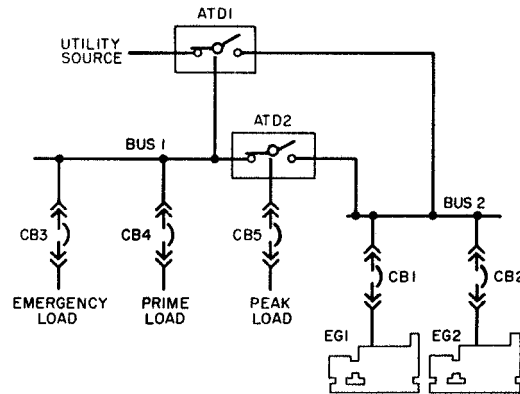 ATD1
UTILITY
SOURCE
ATD2
BUS 1
BUS 2
CB3
CB4
CB5
CB1
CB2
EMERGENCY
LOAD
PRIME
LOAD
PEAK
LOAD
EG1
EG2